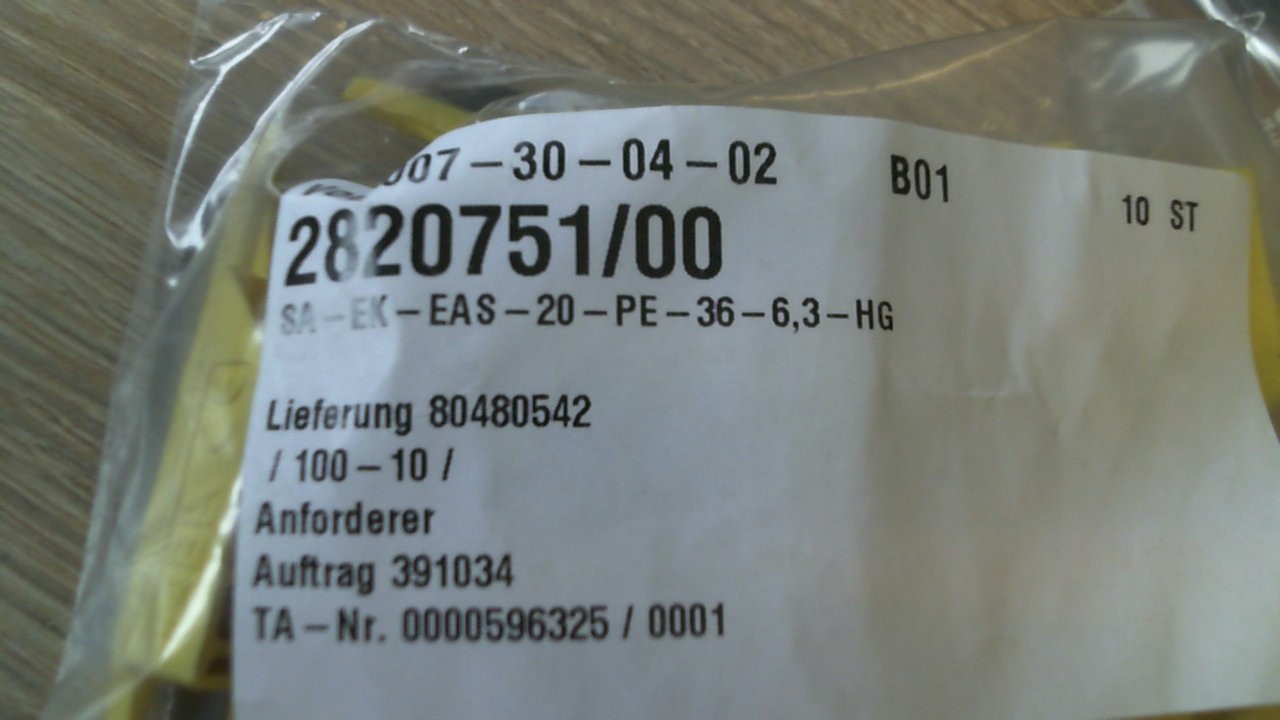 007-30-04-02 B01 10 ST
2820751/00
SA-EK-EAS-20-PE-36-6,3-HG
Lieferung 80480542
/ 100-10 /
Anforderer
Auftrag 391034
TA-Nr. 0000596325 / 0001